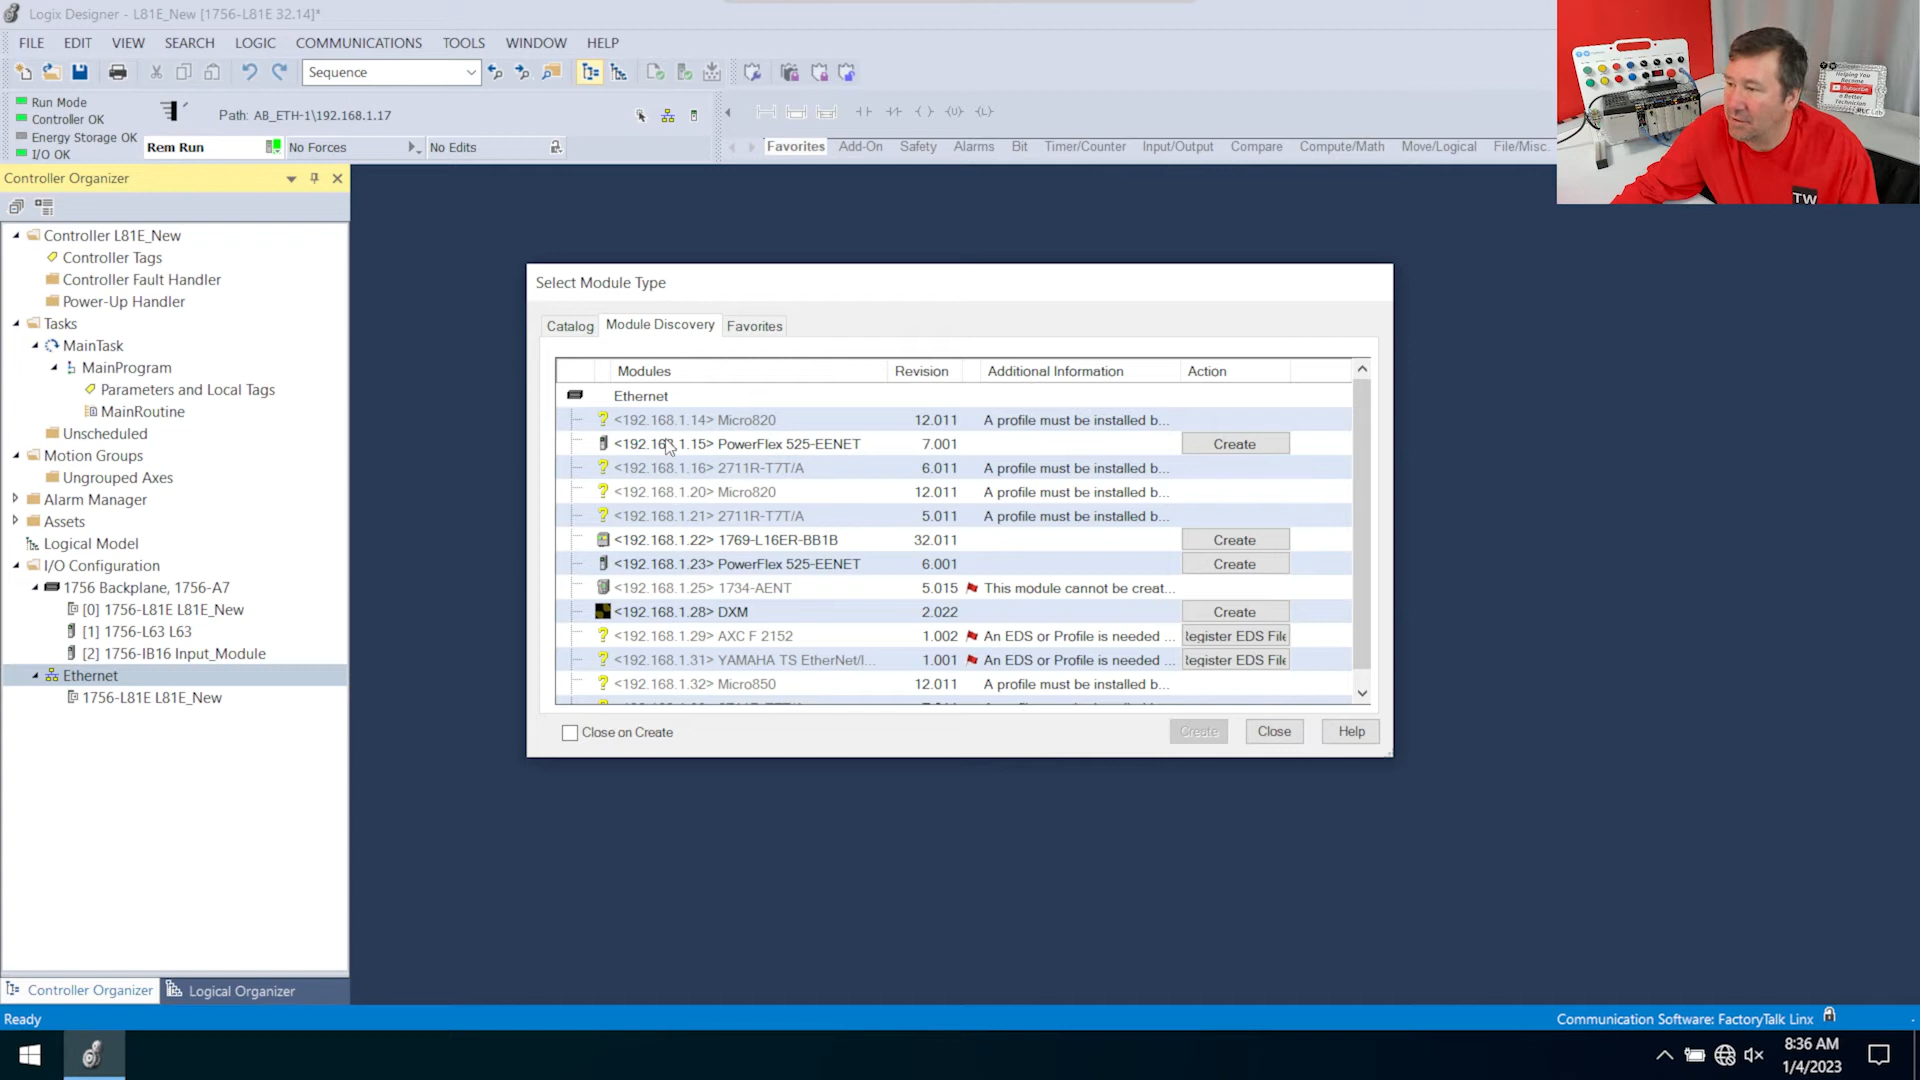 Logix Designer - L81E_New [1756-L81E 32.14]*
FILE EDIT VIEW SEARCH LOGIC COMMUNICATIONS TOOLS WINDOW HELP
Sequence
Run Mode
Controller OK
Energy Storage OK
I/O OK
Path: AB_ETH-1\192.168.1.17
Rem Run No Forces No Edits
Favorites Add-On Safety Alarms Bit Timer/Counter Input/Output Compare Compute/Math Move/Logical File/Misc.
Helping You
Become
a Better
Technician
TW
Controller Organizer
Controller L81E_New
Controller Tags
Controller Fault Handler
Power-Up Handler
Tasks
MainTask
MainProgram
Parameters and Local Tags
MainRoutine
Unscheduled
Motion Groups
Ungrouped Axes
Alarm Manager
Assets
Logical Model
I/O Configuration
1756 Backplane, 1756-A7
[0] 1756-L81E L81E_New
[1] 1756-L63 L63
[2] 1756-IB16 Input_Module
Ethernet
1756-L81E L81E_New
Select Module Type
Catalog Module Discovery Favorites
Modules Revision Additional Information Action
Ethernet
<192.168.1.14> Micro820 12.011 A profile must be installed b...
<192.168.1.15> PowerFlex 525-EENET 7.001 Create
<192.168.1.16> 2711R-T7T/A 6.011 A profile must be installed b...
<192.168.1.20> Micro820 12.011 A profile must be installed b...
<192.168.1.21> 2711R-T7T/A 5.011 A profile must be installed b...
<192.168.1.22> 1769-L16ER-BB1B 32.011 Create
<192.168.1.23> PowerFlex 525-EENET 6.001 Create
<192.168.1.25> 1734-AENT 5.015 This module cannot be creat...
<192.168.1.28> DXM 2.022 Create
<192.168.1.29> AXC F 2152 1.002 An EDS or Profile is needed ... Register EDS File
<192.168.1.31> YAMAHA TS EtherNet/I... 1.001 An EDS or Profile is needed ... Register EDS File
<192.168.1.32> Micro850 12.011 A profile must be installed b...
Close on Create Create Close Help
Controller Organizer Logical Organizer
Ready Communication Software: FactoryTalk Linx
8:36 AM
1/4/2023